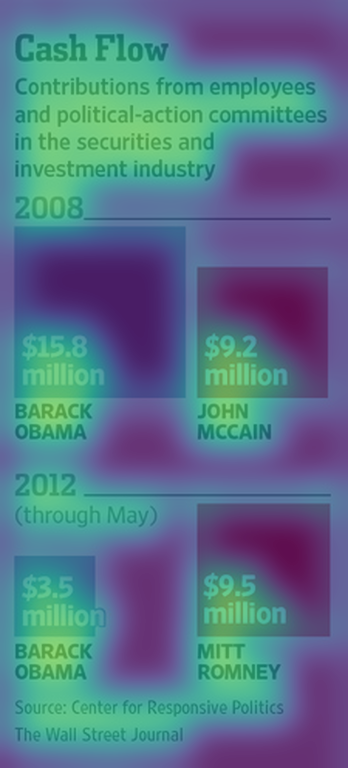 Cash Flow
Contributions from employees
and political-action committees
in the securities and
investment industry
2008
$15.8
million
BARACK
OBAMA
$9.2
million
JOHN
MCCAIN
2012
(through May)
$3.5
million
BARACK
OBAMA
$9.5
million
MITT
ROMNEY
Source: Center for Responsive Politics
The Wall Street Journal